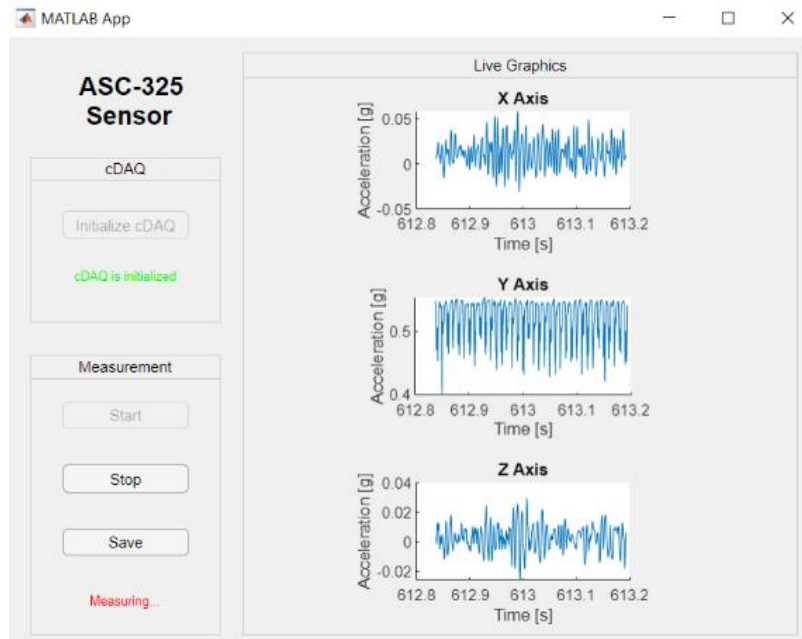 MATLAB App
ASC-325
Sensor
cDAQ
Initialize cDAQ
cDAQ is initialized
Measurement
Start
Stop
Save
Measuring...
Live Graphics
X Axis
Acceleration [g]
0.05
0
-0.05
612.8 612.9 613 613.1 613.2
Time [s]
Y Axis
Acceleration [g]
0.5
0.4
612.8 612.9 613 613.1 613.2
Time [s]
Z Axis
Acceleration [g]
0.04
0.02
0
-0.02
612.8 612.9 613 613.1 613.2
Time [s]